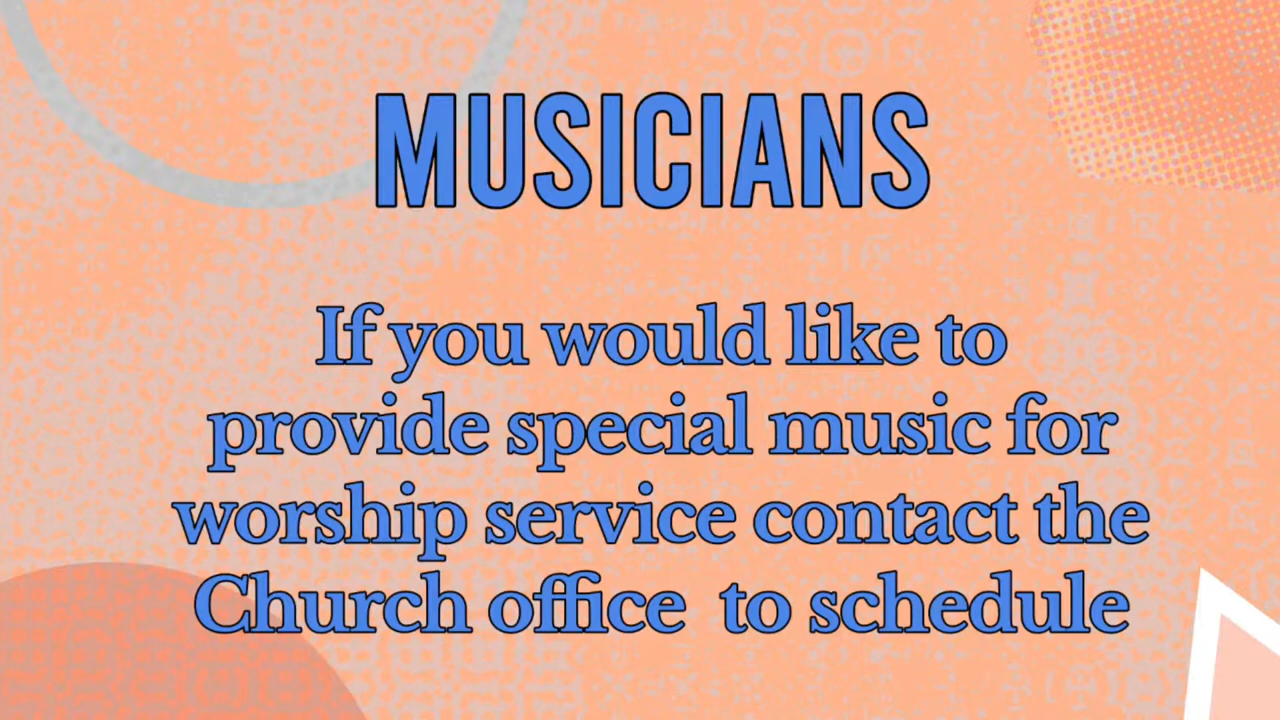 MUSICIANS
If you would like to
provide special music for
worship service contact the
Church office  to schedule